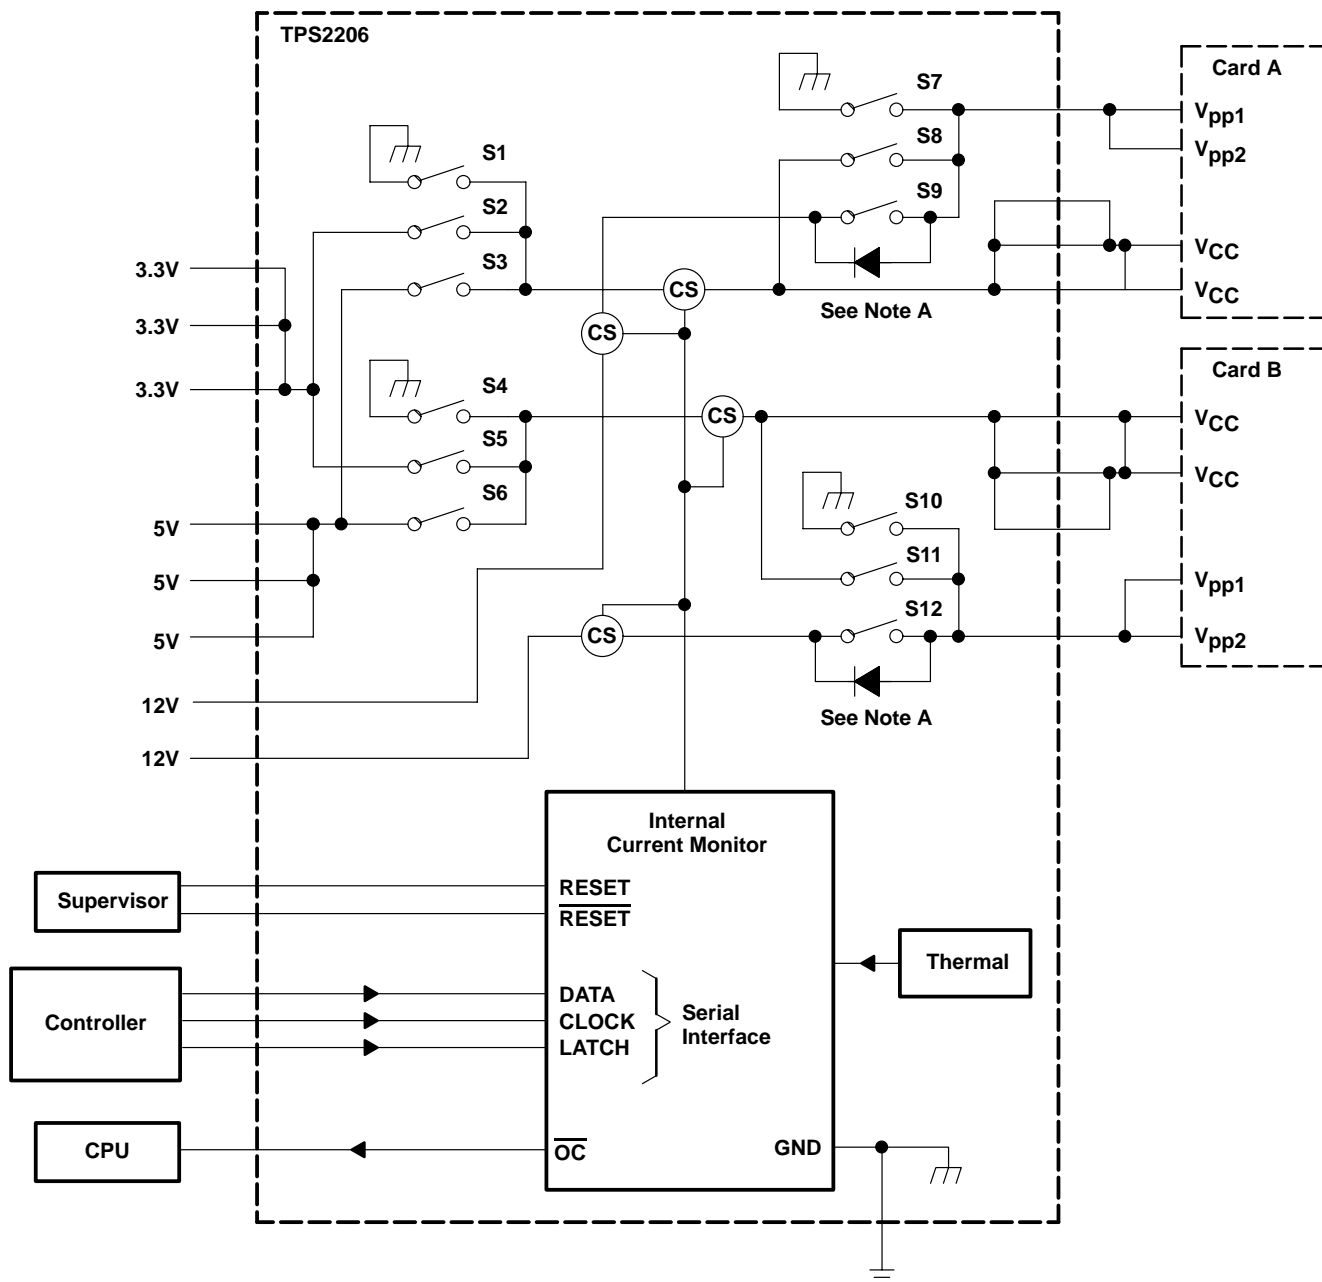 TPS2206
Card A
S7
Vpp1
S8
Vpp2
S1
S9
S2
VCC
S3
3.3V
CS
VCC
See Note A
3.3V
CS
Card B
3.3V
S4
CS
VCC
S5
VCC
S6
S10
5V
S11
5V
Vpp1
S12
5V
CS
Vpp2
12V
See Note A
12V
Internal
Current Monitor
Supervisor
RESET
RESET
Thermal
DATA
Controller
CLOCK
Serial
Interface
LATCH
CPU
OC
GND